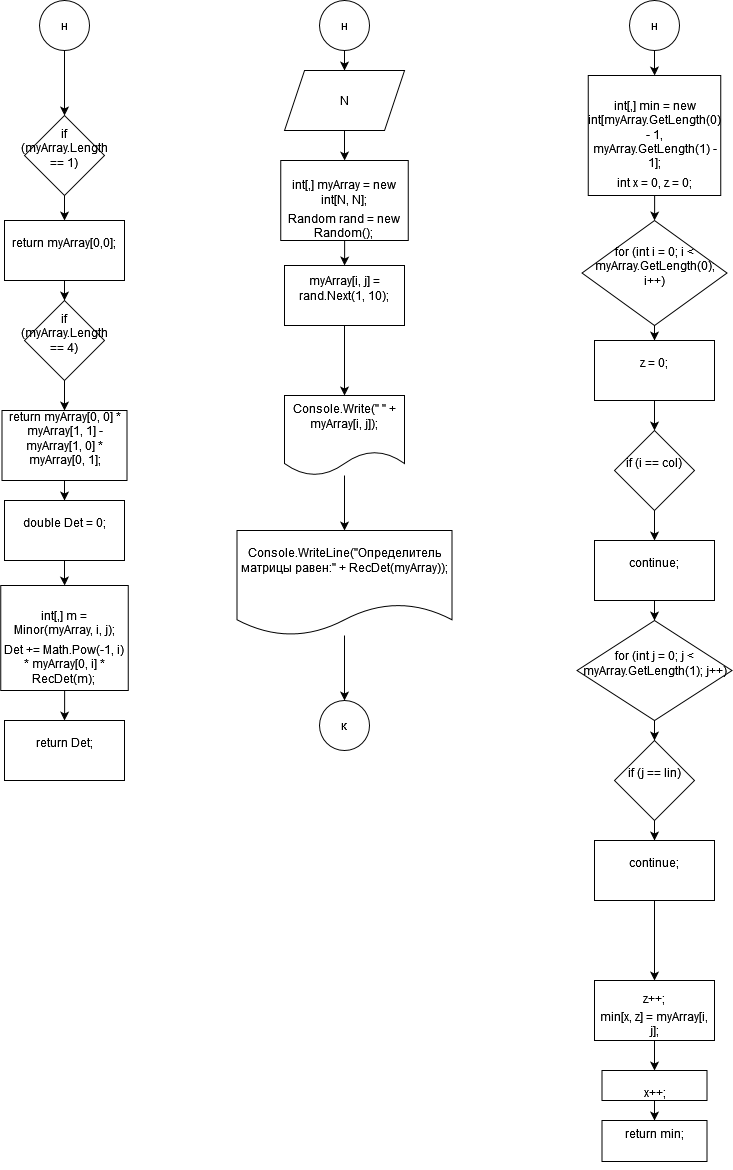 н
if
(myArray.Length
== 1)
return myArray[0,0];
if
(myArray.Length
== 4)
return myArray[0, 0] *
myArray[1, 1] -
myArray[1, 0] *
myArray[0, 1];
double Det = 0;
int[,] m =
Minor(myArray, i, j);
Det += Math.Pow(-1, i)
* myArray[0, i] *
RecDet(m);
return Det;
н
N
int[,] myArray = new
int[N, N];
Random rand = new
Random();
myArray[i, j] =
rand.Next(1, 10);
Console.Write(" " +
myArray[i, j]);
Console.WriteLine("Определитель
матрицы равен:" + RecDet(myArray));
к
н
int[,] min = new
int[myArray.GetLength(0)
- 1,
myArray.GetLength(1) -
1];
int x = 0, z = 0;
for (int i = 0; i <
myArray.GetLength(0);
i++)
z = 0;
if (i == col)
continue;
for (int j = 0; j <
myArray.GetLength(1); j++)
if (j == lin)
continue;
z++;
min[x, z] = myArray[i,
j];
x++;
return min;